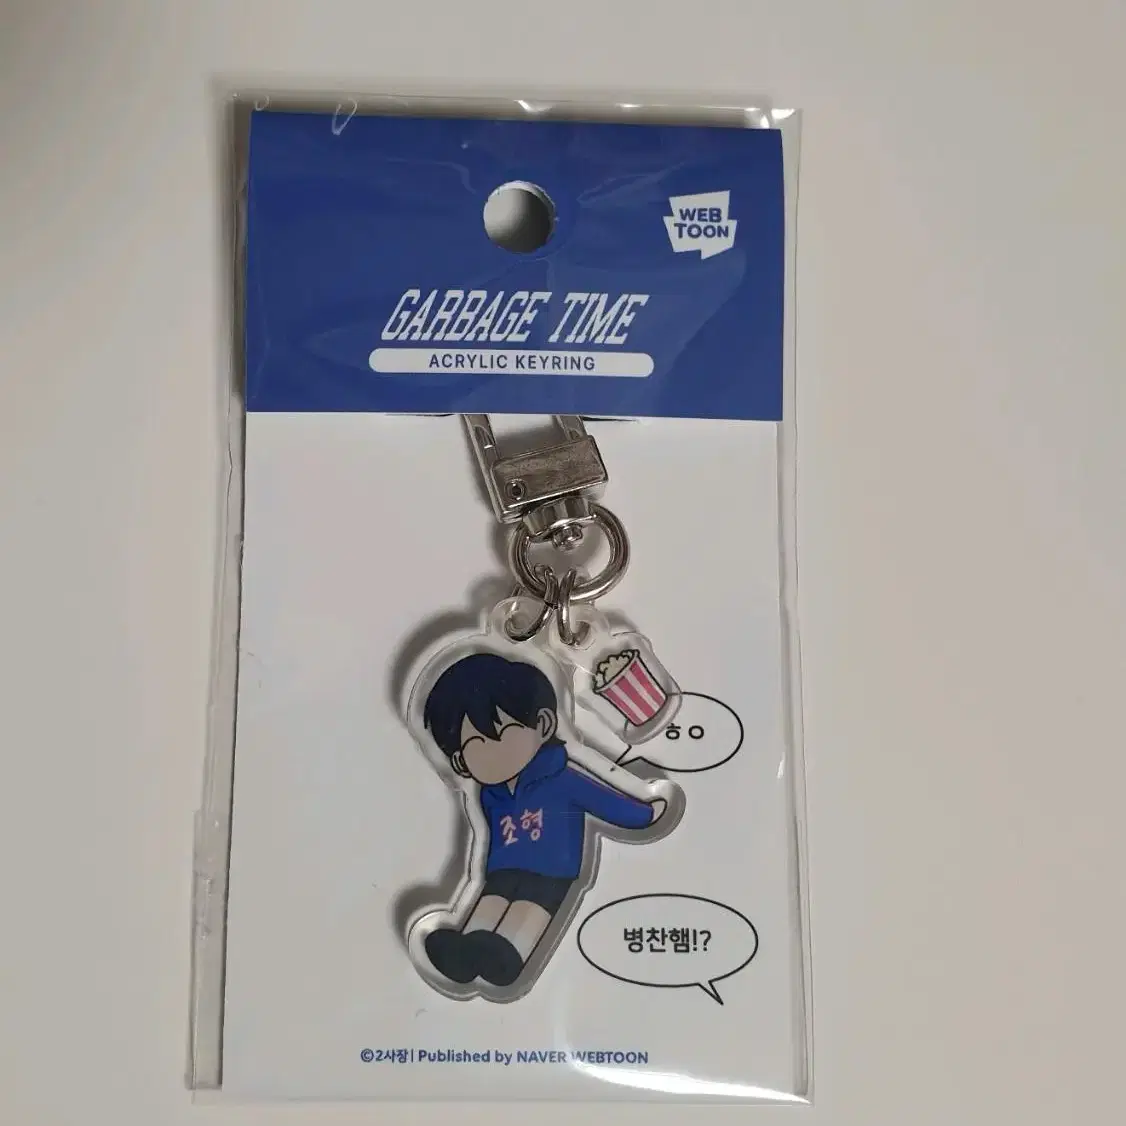 WEB
TOON
GARBAGE TIME
ACRYLIC KEYRING
ㅎㅇ
조형
병찬햄!?
©2사장| Published by NAVER WEBTOON